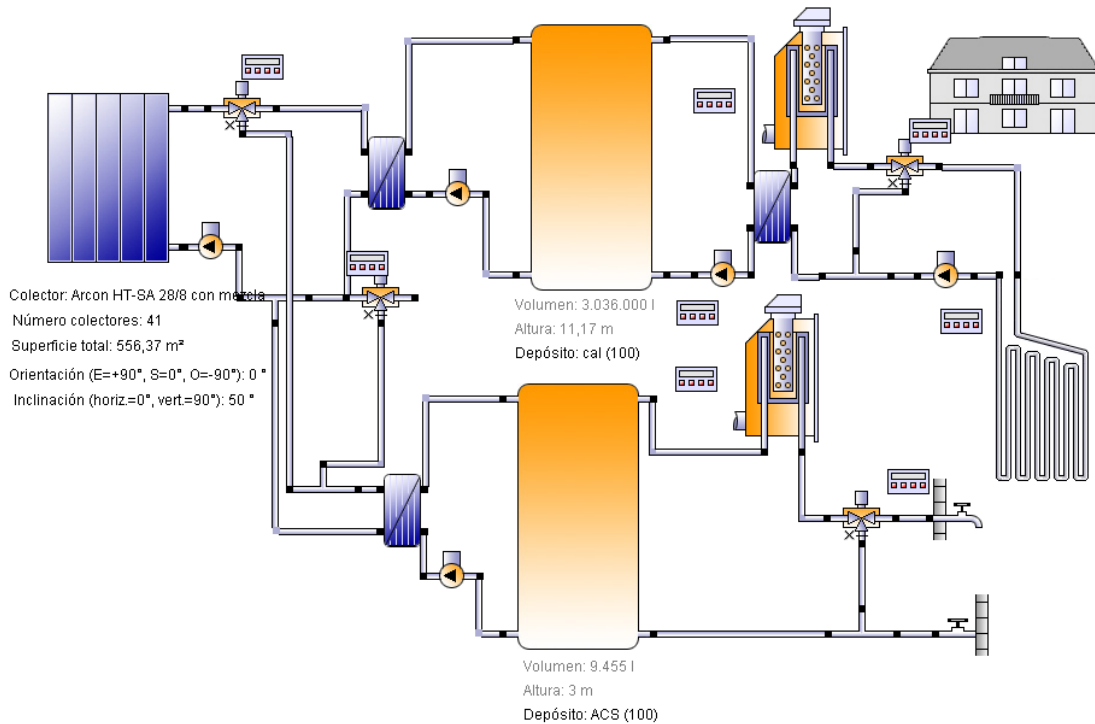 Colector: Arcon HT-SA 28/8 con mezcla
Número colectores: 41
Superficie total: 556,37 m²
Orientación (E=+90°, S=0°, O=-90°): 0 °
Inclinación (horiz.=0°, vert.=90°): 50 °
Volumen: 3.036.000 l
Altura: 11,17 m
Depósito: cal (100)
Volumen: 9.455 l
Altura: 3 m
Depósito: ACS (100)